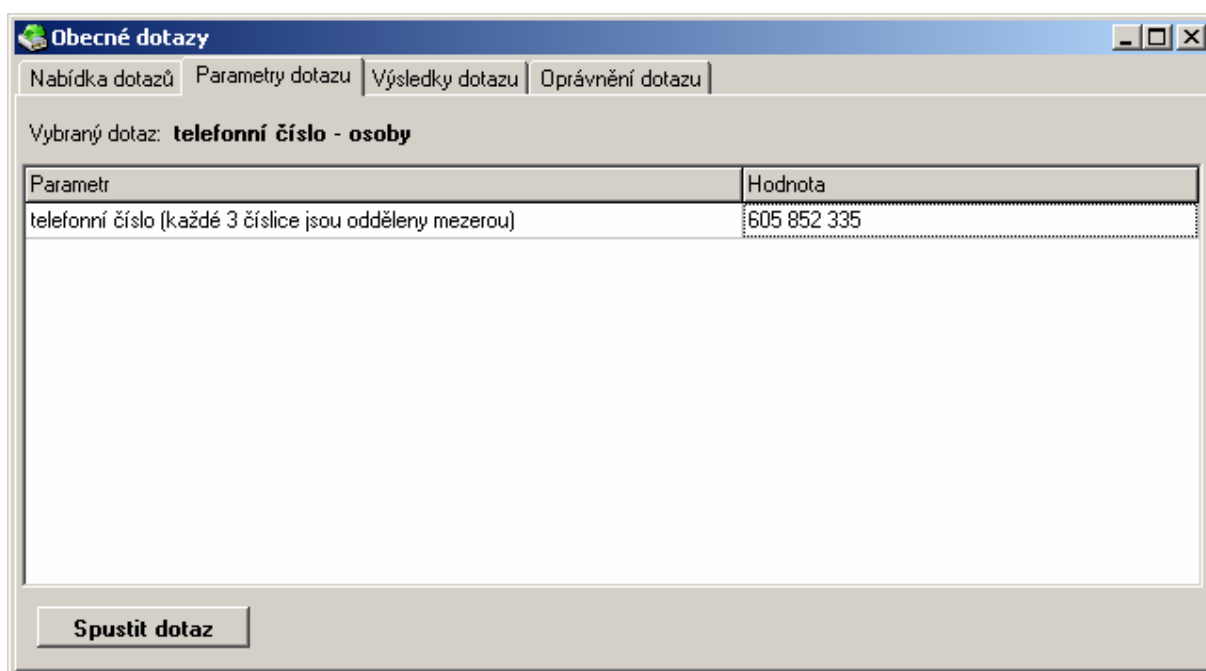 Obecné dotazy
Nabídka dotazů Parametry dotazu Výsledky dotazu Oprávnění dotazu
Vybraný dotaz: telefonní číslo - osoby
Parametr Hodnota
telefonní číslo (každé 3 číslice jsou odděleny mezerou) 605 852 335
Spustit dotaz